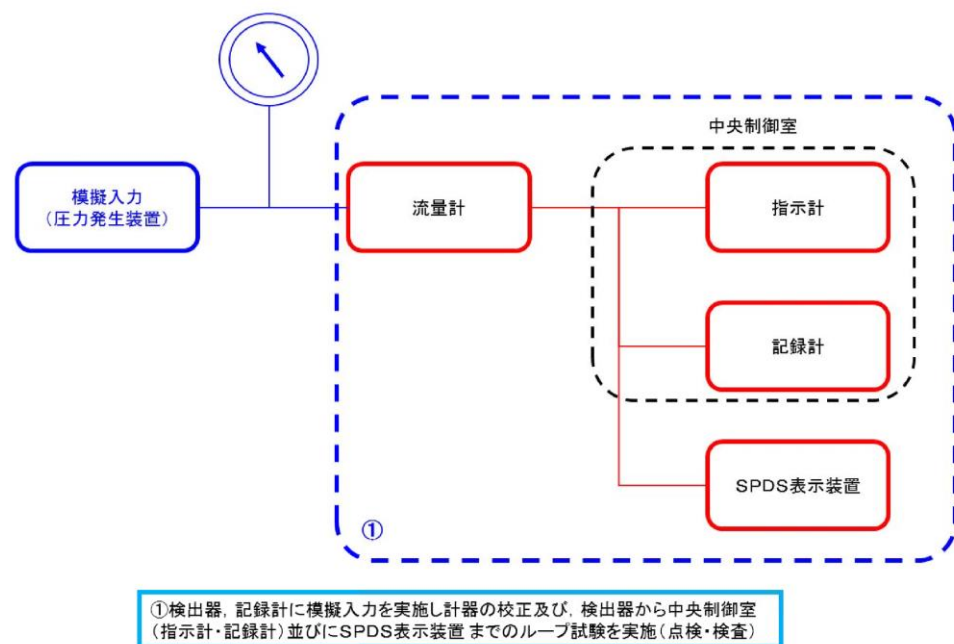 中央制御室
模擬入力
（圧力発生装置）
流量計
指示計
記録計
SPDS表示装置
①
①検出器，記録計に模擬入力を実施し計器の校正及び，検出器から中央制御室
（指示計・記録計）並びにSPDS表示装置までのループ試験を実施（点検・検査）